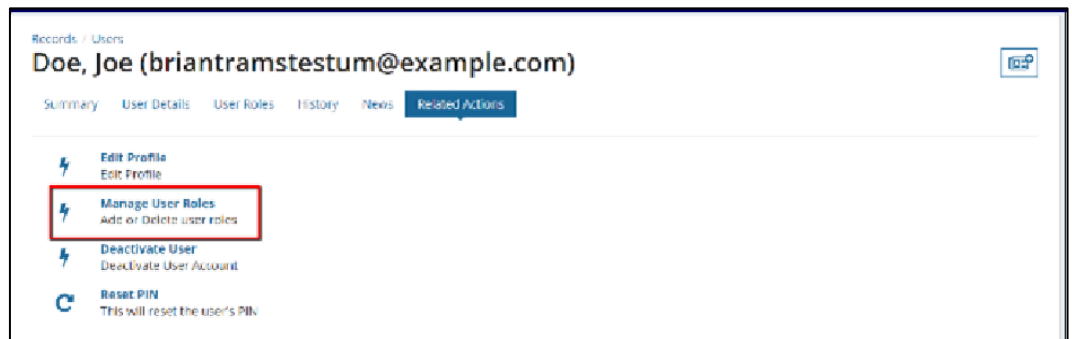 Records / Users
Doe, Joe (briantramstestum@example.com)
Summary User Details User Roles History News Related Actions
Edit Profile
Edit Profile
Manage User Roles
Add or Delete user roles
Deactivate User
Deactivate User Account
Reset PIN
This will reset the user's PIN